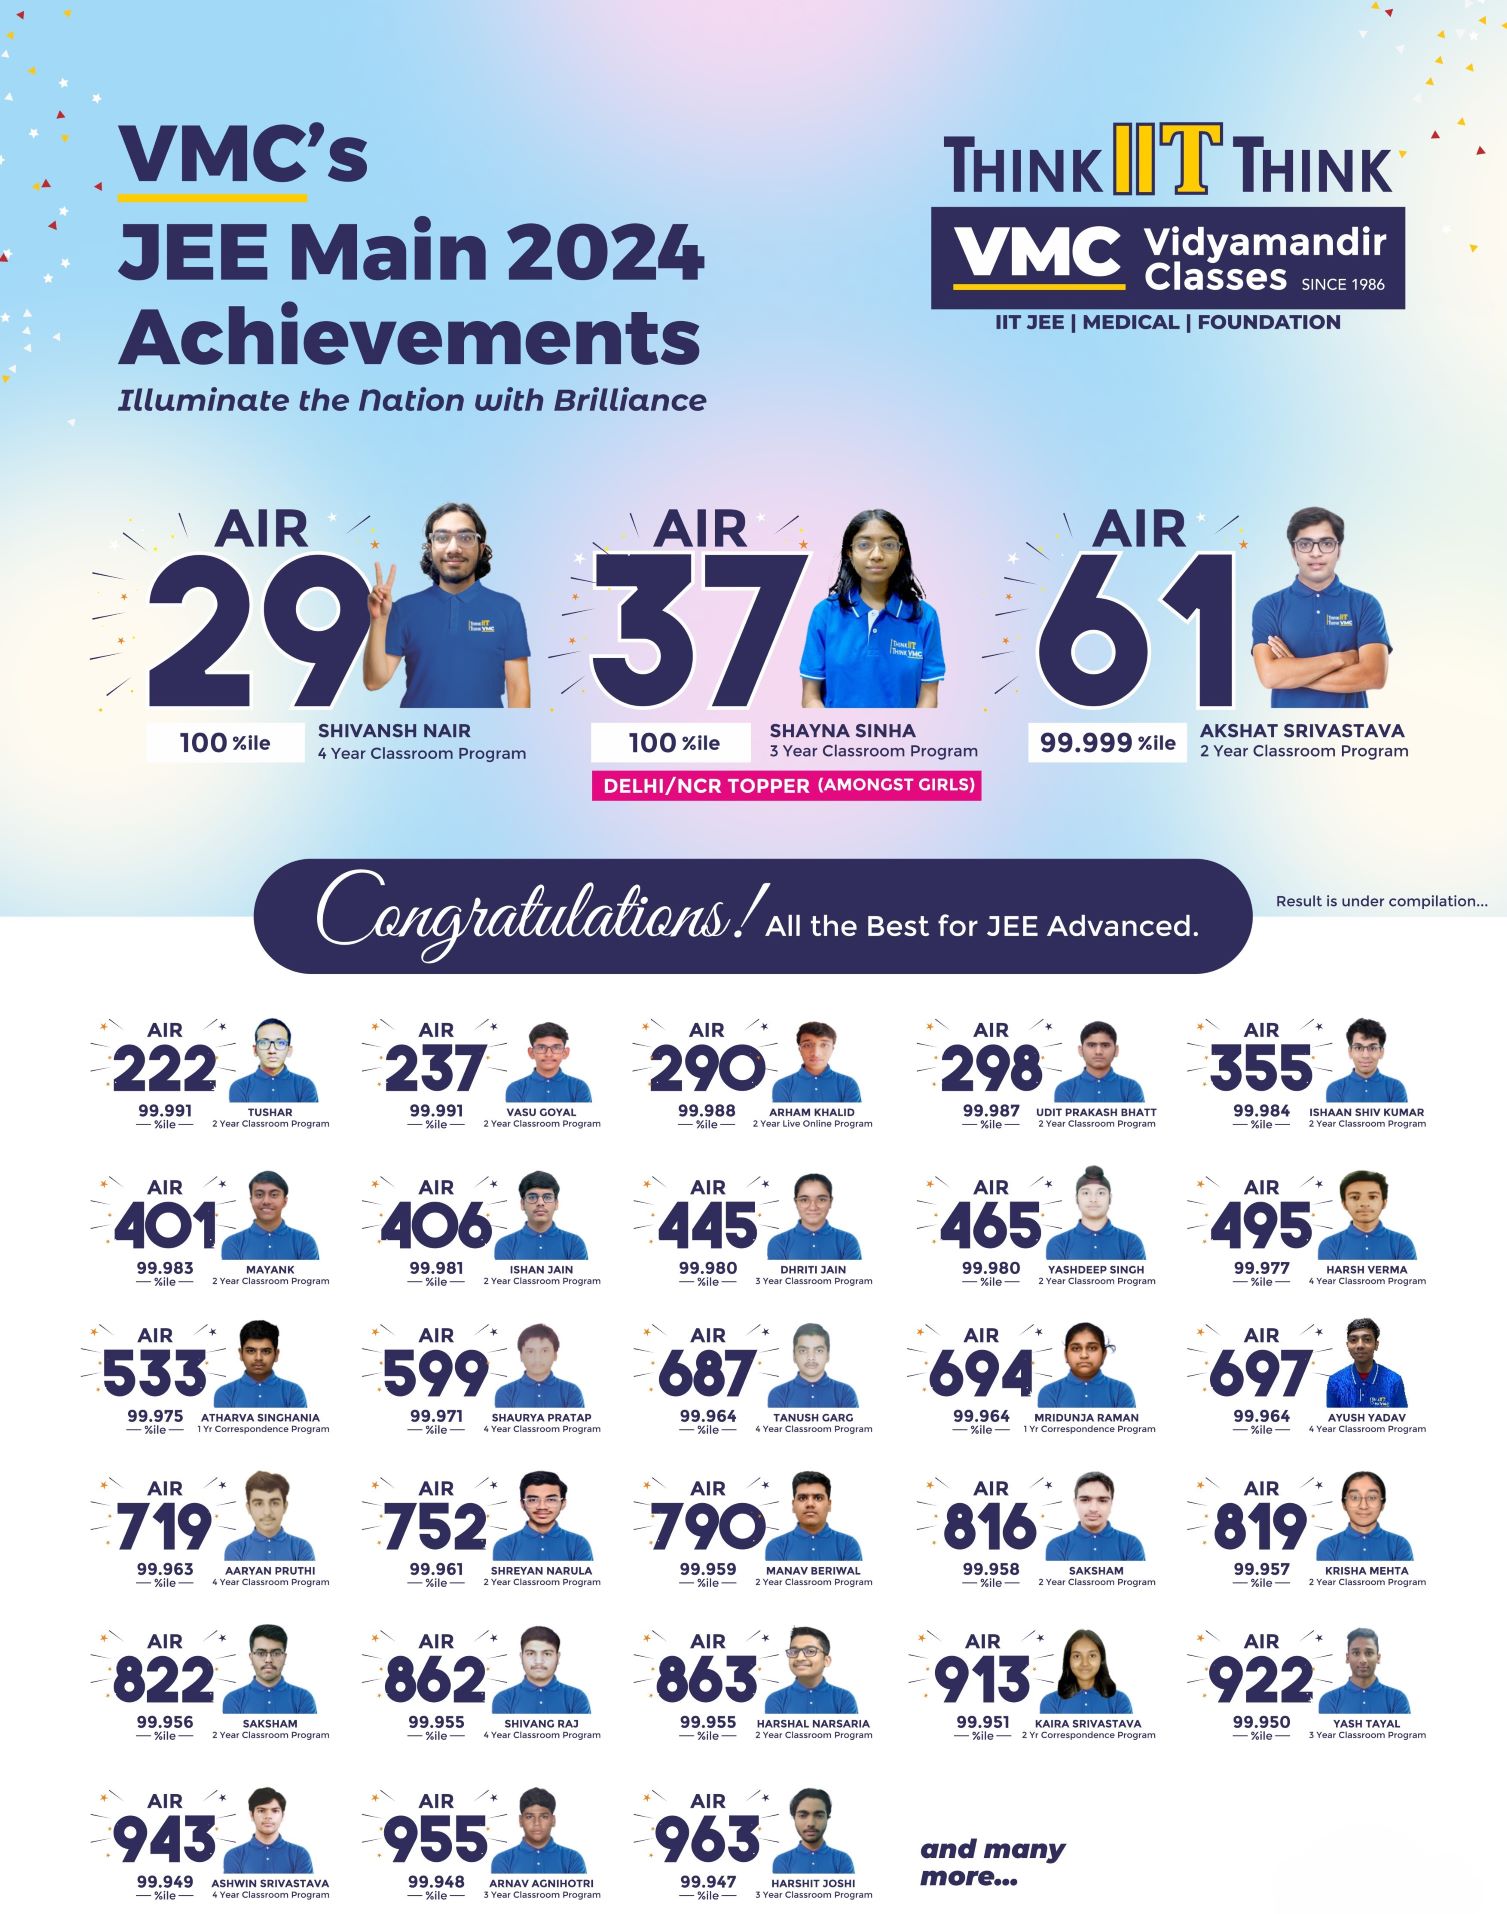 VMC's
JEE Main 2024
Achievements
Illuminate the Nation with Brilliance
THINK IIT THINK
VMC Vidyamandir
Classes SINCE 1986
IIT JEE | MEDICAL | FOUNDATION
AIR
29
100 %ile
SHIVANSH NAIR
4 Year Classroom Program
AIR
37
100 %ile
SHAYNA SINHA
3 Year Classroom Program
DELHI/NCR TOPPER (AMONGST GIRLS)
AIR
61
99.999 %ile
AKSHAT SRIVASTAVA
2 Year Classroom Program
Congratulations! All the Best for JEE Advanced.
Result is under compilation...
AIR
222
99.991
%ile
TUSHAR
2 Year Classroom Program
AIR
237
99.991
%ile
VASU GOYAL
2 Year Classroom Program
AIR
290
99.988
%ile
ARHAM KHALID
2 Year Live Online Program
AIR
298
99.987
%ile
UDIT PRAKASH BHATT
2 Year Classroom Program
AIR
355
99.984
%ile
ISHAAN SHIV KUMAR
2 Year Classroom Program
AIR
401
99.983
%ile
MAYANK
2 Year Classroom Program
AIR
406
99.981
%ile
ISHAN JAIN
2 Year Classroom Program
AIR
445
99.980
%ile
DHRITI JAIN
3 Year Classroom Program
AIR
465
99.980
%ile
YASHDEEP SINGH
2 Year Classroom Program
AIR
495
99.977
%ile
HARSH VERMA
4 Year Classroom Program
AIR
533
99.975
%ile
ATHARVA SINGHANIA
1 Yr Correspondence Program
AIR
599
99.971
%ile
SHAURYA PRATAP
4 Year Classroom Program
AIR
687
99.964
%ile
TANUSH GARG
4 Year Classroom Program
AIR
694
99.964
%ile
MRIDUNJA RAMAN
1 Yr Correspondence Program
AIR
697
99.964
%ile
AYUSH YADAV
4 Year Classroom Program
AIR
719
99.963
%ile
AARYAN PRUTHI
4 Year Classroom Program
AIR
752
99.961
%ile
SHREYAN NARULA
2 Year Classroom Program
AIR
790
99.959
%ile
MANAV BERIWAL
2 Year Classroom Program
AIR
816
99.958
%ile
SAKSHAM
2 Year Classroom Program
AIR
819
99.957
%ile
KRISHA MEHTA
2 Year Classroom Program
AIR
822
99.956
%ile
SAKSHAM
2 Year Classroom Program
AIR
862
99.955
%ile
SHIVANG RAJ
4 Year Classroom Program
AIR
863
99.955
%ile
HARSHAL NARSARIA
2 Year Classroom Program
AIR
913
99.951
%ile
KAIRA SRIVASTAVA
2 Yr Correspondence Program
AIR
922
99.950
%ile
YASH TAYAL
3 Year Classroom Program
AIR
943
99.949
%ile
ASHWIN SRIVASTAVA
4 Year Classroom Program
AIR
955
99.948
%ile
ARNAV AGNIHOTRI
3 Year Classroom Program
AIR
963
99.947
%ile
HARSHIT JOSHI
3 Year Classroom Program
and many
more...